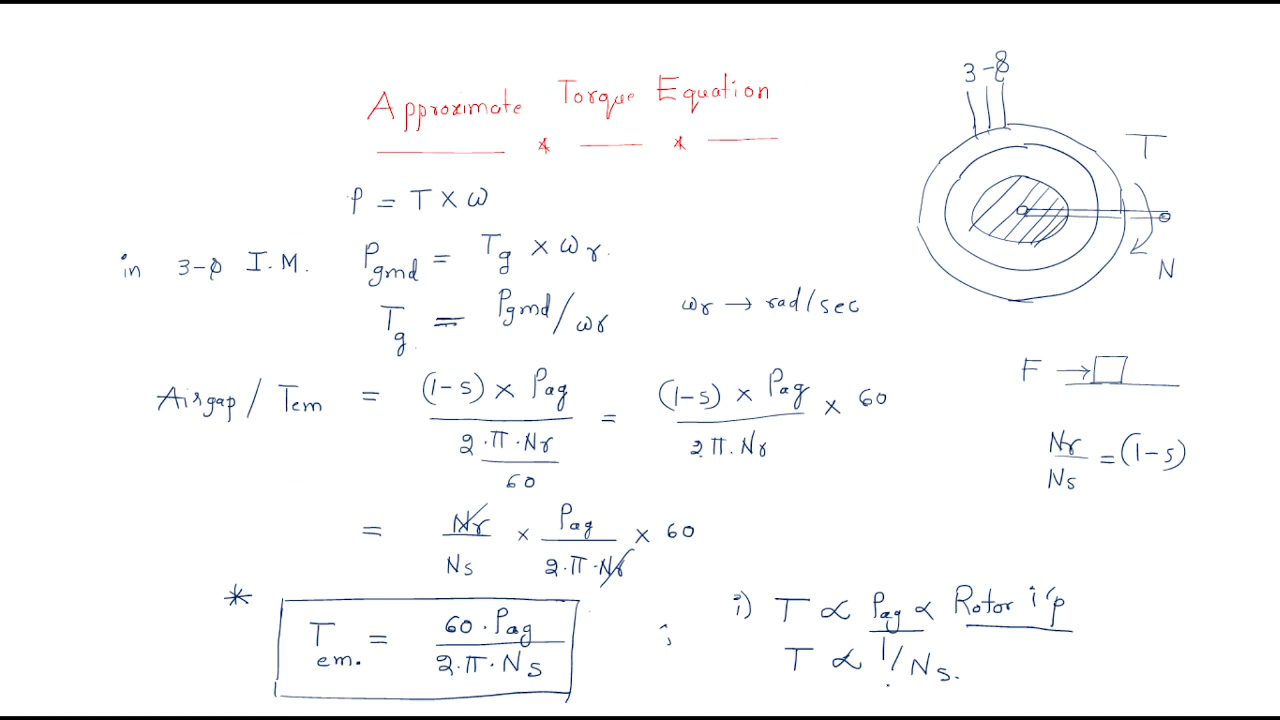 Approximate Torque Equation
3-φ
T
N
P = T × ω
in 3-φ I.M. Pgmd = Tg × ωr.
Tg = Pgmd/ωr ωr → rad/sec
F →
Airgap/Tem = (1-s) × Pag / 2.π.Nr/60 = (1-s) × Pag / 2π.Nr × 60
Nr/Ns = (1-s)
= Nr/Ns × Pag/2.π.Nr × 60
* Tem. = 60.Pag / 2.π.Ns ; i) T ∝ Pag ∝ Rotor i/p
T ∝ 1/Ns.